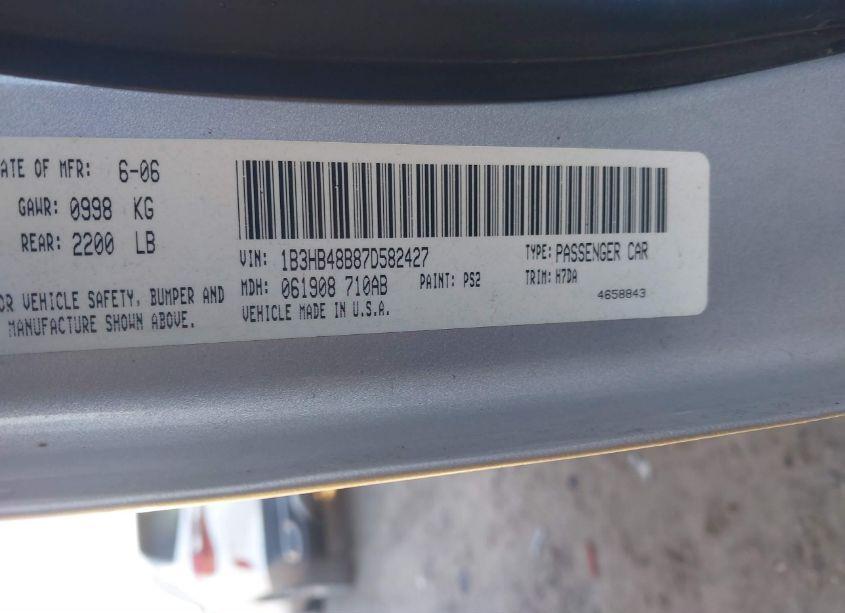 ATE OF MFR: 6-06
GAWR: 0998 KG
REAR: 2200 LB
OR VEHICLE SAFETY, BUMPER AND
MANUFACTURE SHOWN ABOVE.
VIN: 1B3HB48B87D582427
TYPE: PASSENGER CAR
MDH: 061908 710AB
PAINT: PS2
TRIM: M7DA
VEHICLE MADE IN U.S.A.
4658843